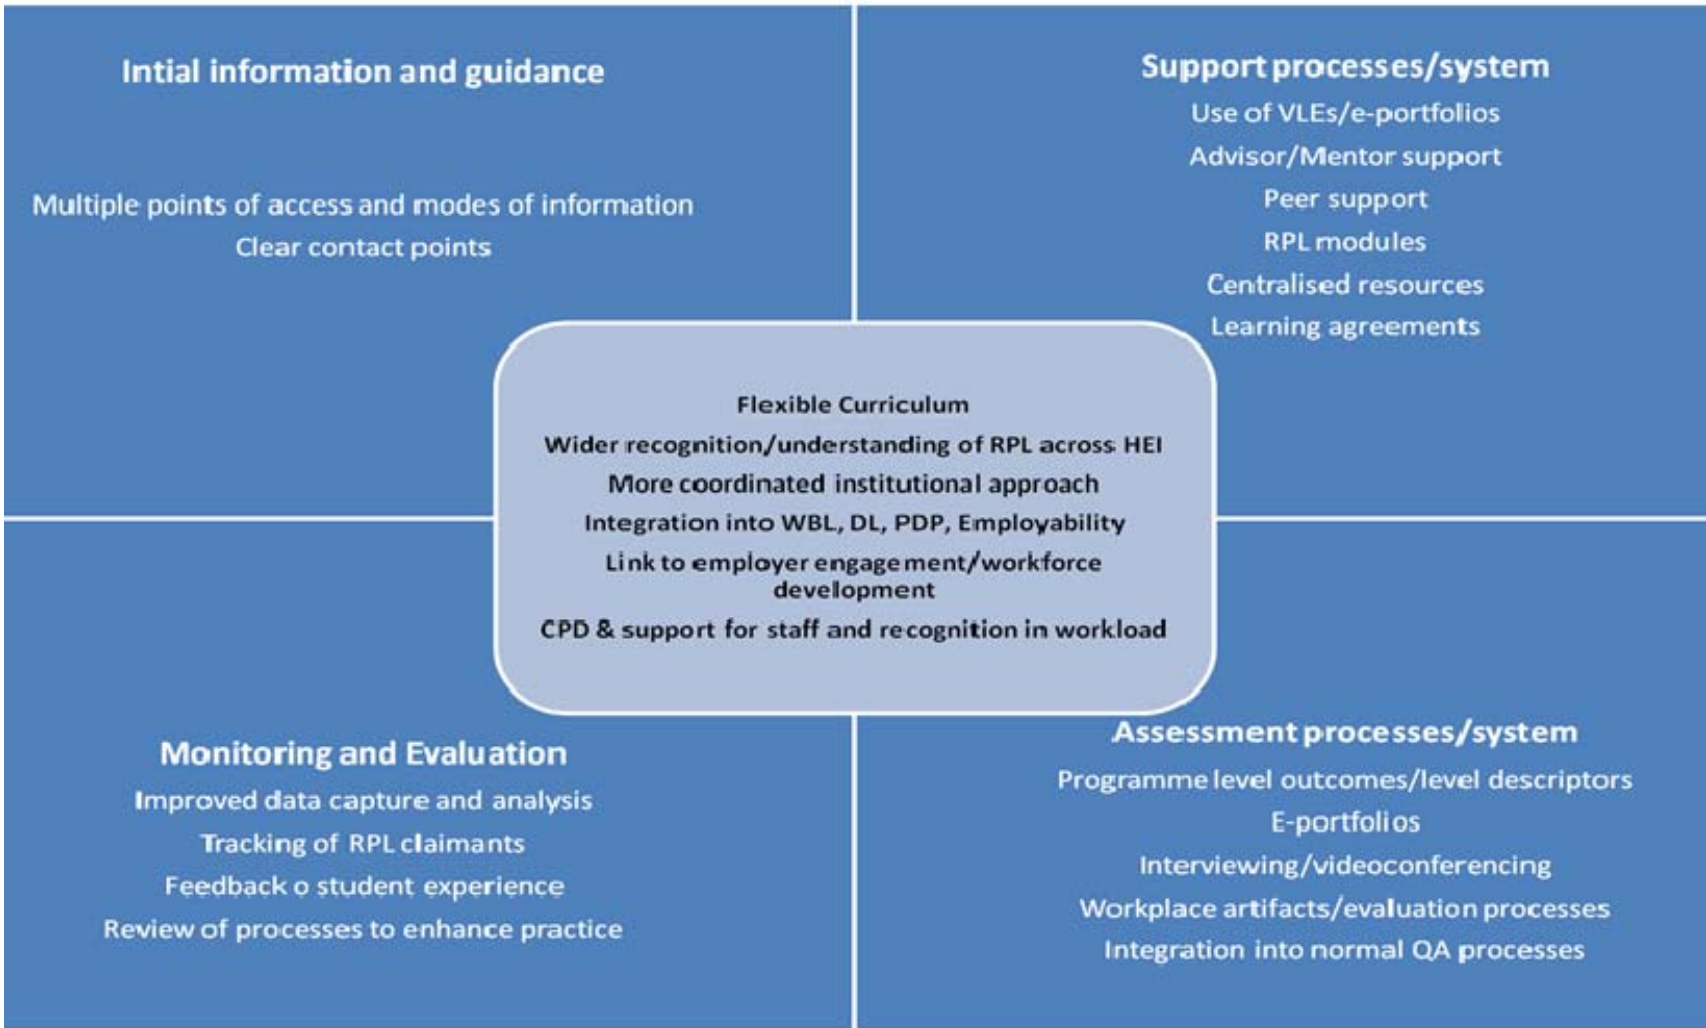 Intial information and guidance
Multiple points of access and modes of information
Clear contact points
Support processes/system
Use of VLEs/e-portfolios
Advisor/Mentor support
Peer support
RPL modules
Centralised resources
Learning agreements
Flexible Curriculum
Wider recognition/understanding of RPL across HEI
More coordinated institutional approach
Integration into WBL, DL, PDP, Employability
Link to employer engagement/workforce
development
CPD & support for staff and recognition in workload
Monitoring and Evaluation
Improved data capture and analysis
Tracking of RPL claimants
Feedback o student experience
Review of processes to enhance practice
Assessment processes/system
Programme level outcomes/level descriptors
E-portfolios
Interviewing/videoconferencing
Workplace artifacts/evaluation processes
Integration into normal QA processes